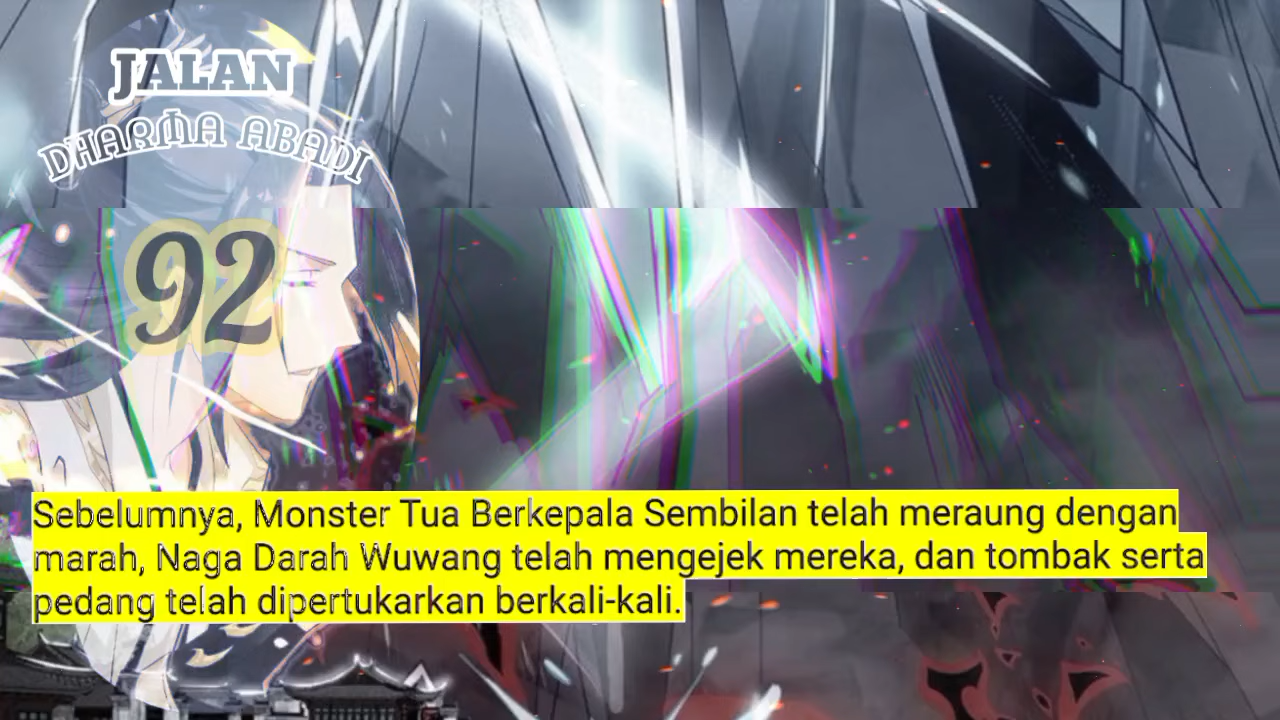 JALAN
DHARMA ABADI
92
Sebelumnya, Monster Tua Berkepala Sembilan telah meraung dengan
marah, Naga Darah Wuwang telah mengejek mereka, dan tombak serta
pedang telah dipertukarkan berkali-kali.